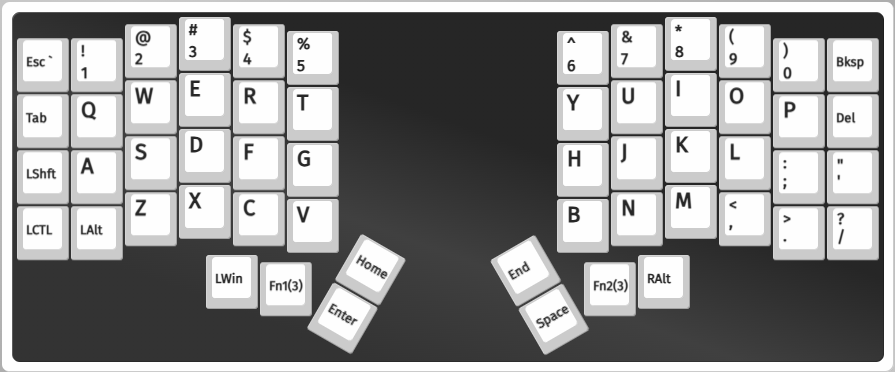 Esc `
!
1
@
2
#
3
$
4
%
5
^
6
&
7
*
8
(
9
)
0
Bksp
Tab
Q
W
E
R
T
Y
U
I
O
P
Del
LShft
A
S
D
F
G
H
J
K
L
:
;
"
'
LCTL
LAlt
Z
X
C
V
B
N
M
<
,
>
.
?
/
LWin
Fn1(3)
Home
Enter
End
Space
Fn2(3)
RAlt